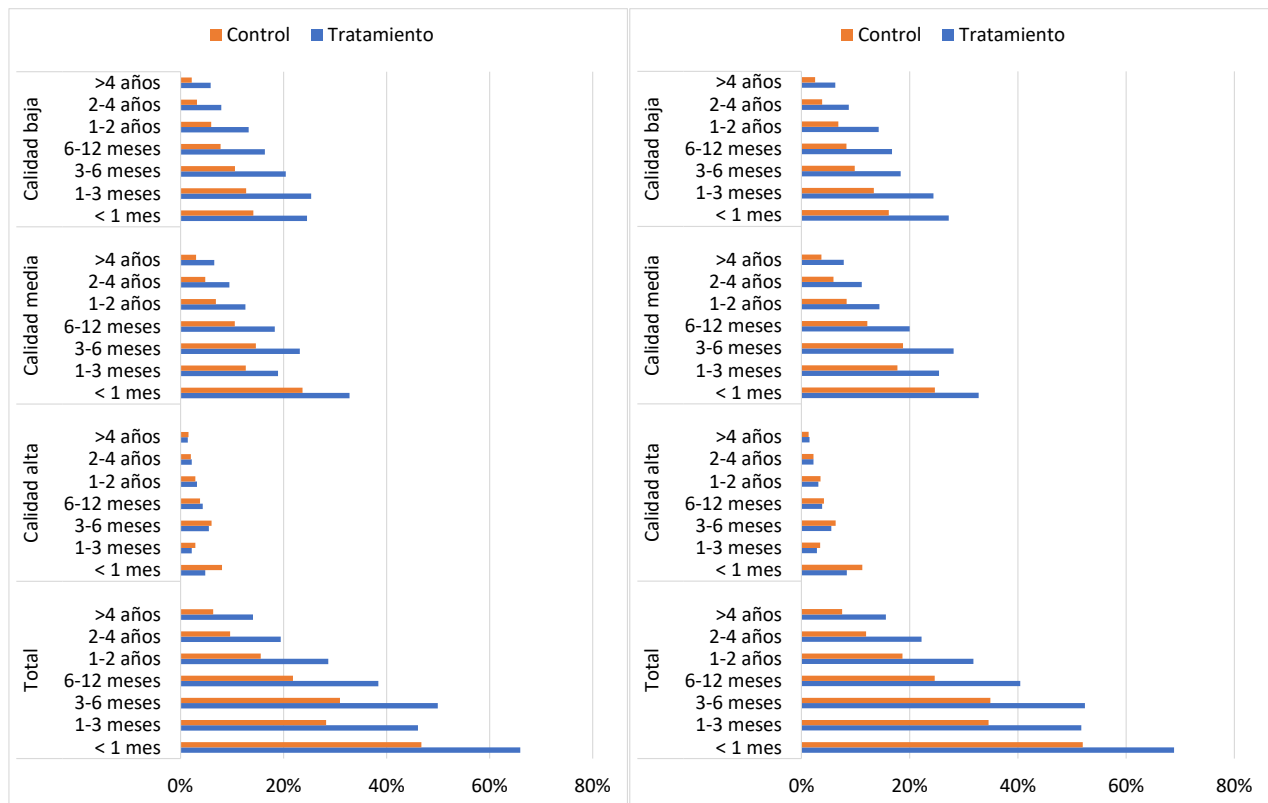 Control Tratamiento
Calidad baja
>4 años
2-4 años
1-2 años
6-12 meses
3-6 meses
1-3 meses
< 1 mes
Calidad media
>4 años
2-4 años
1-2 años
6-12 meses
3-6 meses
1-3 meses
< 1 mes
Calidad alta
>4 años
2-4 años
1-2 años
6-12 meses
3-6 meses
1-3 meses
< 1 mes
Total
>4 años
2-4 años
1-2 años
6-12 meses
3-6 meses
1-3 meses
< 1 mes
0% 20% 40% 60% 80%
Control Tratamiento
Calidad baja
>4 años
2-4 años
1-2 años
6-12 meses
3-6 meses
1-3 meses
< 1 mes
Calidad media
>4 años
2-4 años
1-2 años
6-12 meses
3-6 meses
1-3 meses
< 1 mes
Calidad alta
>4 años
2-4 años
1-2 años
6-12 meses
3-6 meses
1-3 meses
< 1 mes
Total
>4 años
2-4 años
1-2 años
6-12 meses
3-6 meses
1-3 meses
< 1 mes
0% 20% 40% 60% 80%